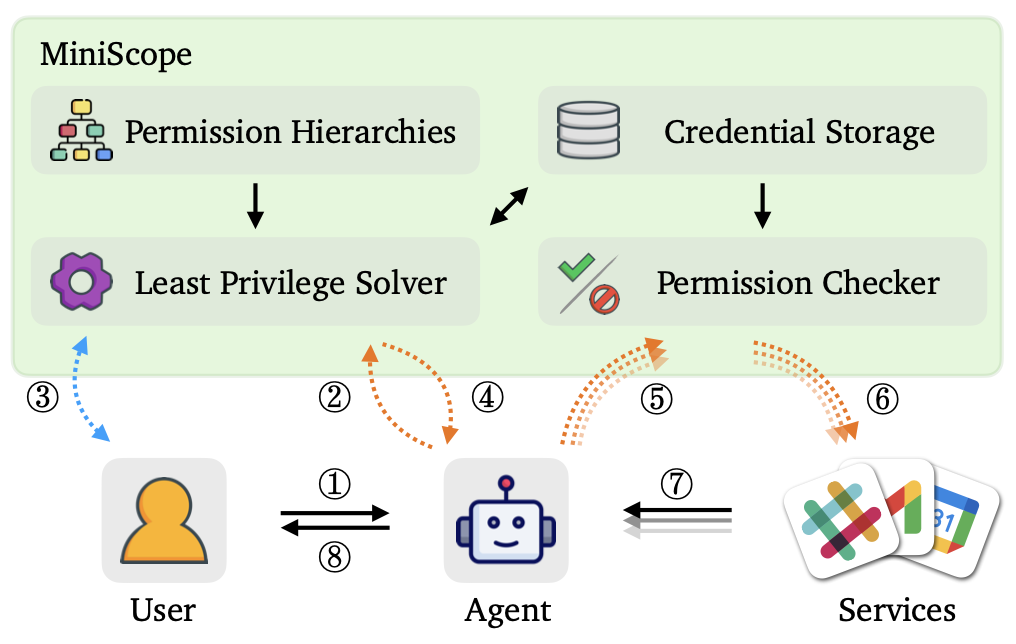 MiniScope
Permission Hierarchies
Credential Storage
Least Privilege Solver
Permission Checker
③
②
④
⑤
⑥
①
⑦
⑧
31
User
Agent
Services